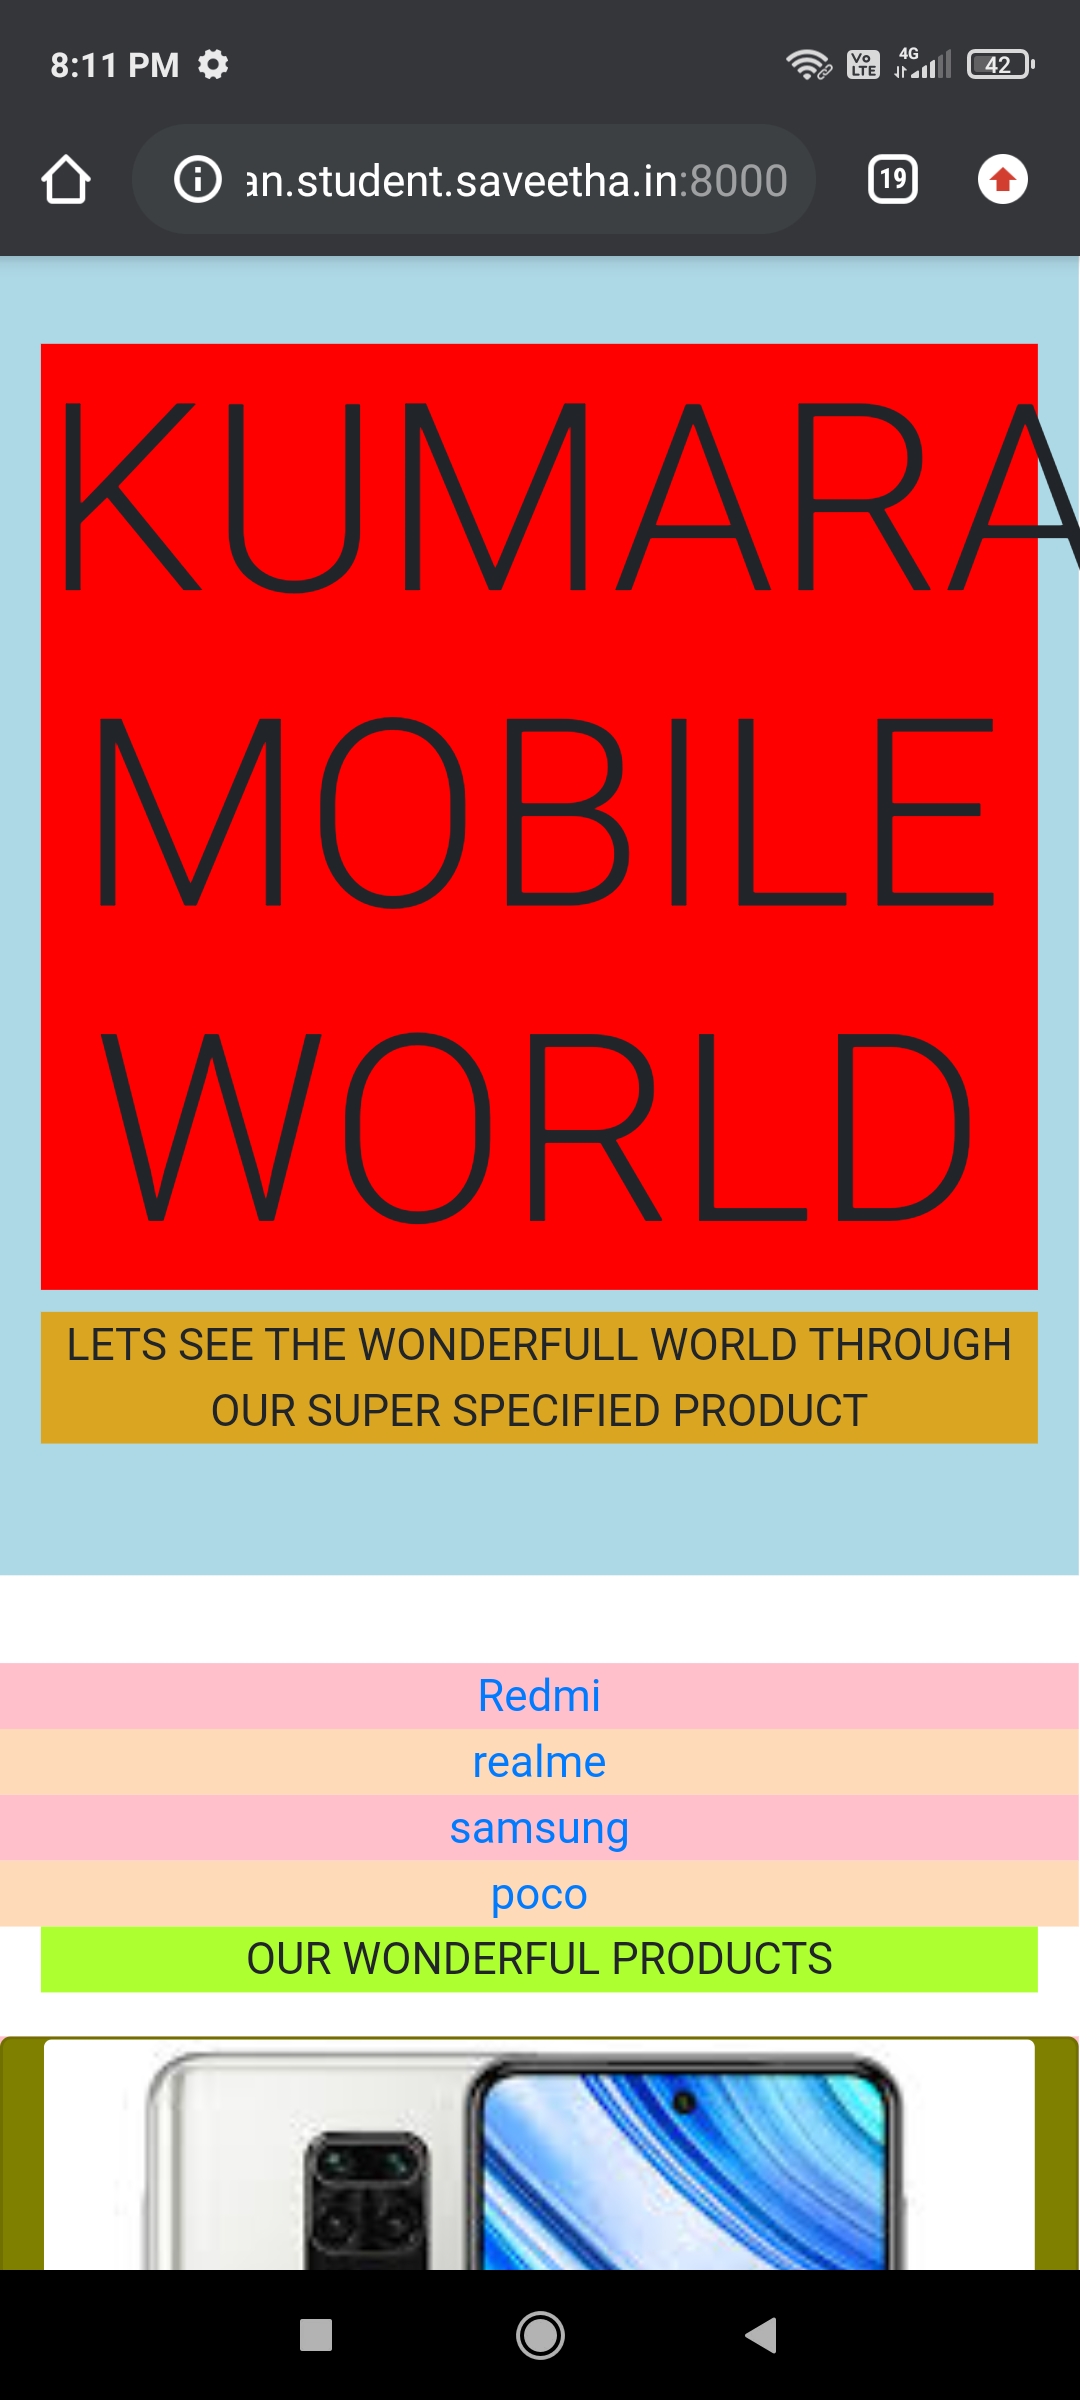 8:11 PM
Vo LTE
4G
42
an.student.saveetha.in:8000
19
KUMARA
MOBILE
WORLD
LETS SEE THE WONDERFULL WORLD THROUGH
OUR SUPER SPECIFIED PRODUCT
Redmi
realme
samsung
poco
OUR WONDERFUL PRODUCTS